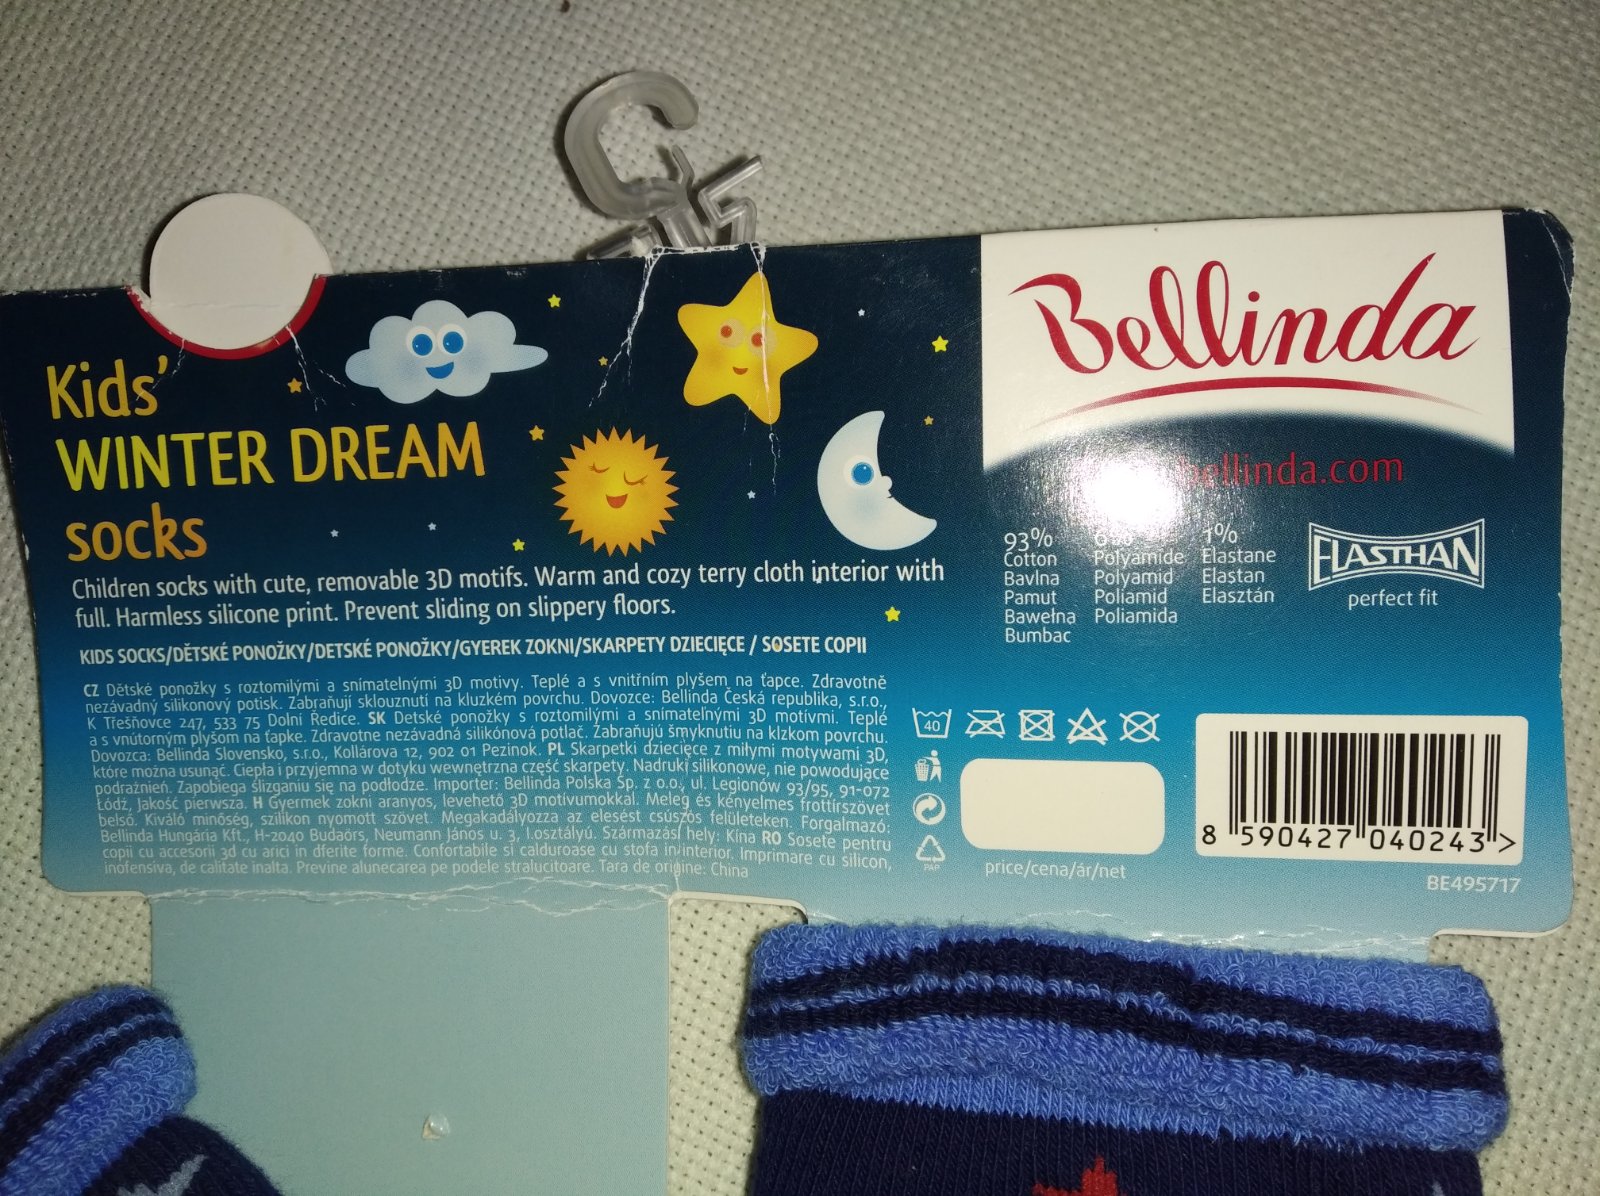 Kids'
WINTER DREAM
socks
Children socks with cute, removable 3D motifs. Warm and cozy terry cloth interior with
full. Harmless silicone print. Prevent sliding on slippery floors.
KIDS SOCKS/DĚTSKÉ PONOŽKY/DETSKÉ PONOŽKY/GYEREK ZOKNI/SKARPETY DZIECIĘCE / SOSETE COPII
CZ Dětské ponožky s roztomilými a snímatelnými 3D motivy. Teplé a s vnitřním plyšem na ťapce. Zdravotně
nezávadný silikonový potisk. Zabraňují sklouznutí na kluzkém povrchu. Dovozce: Bellinda Česká republika, s.r.o.,
K Třešňovce 247, 533 75 Dolní Ředice. SK Detské ponožky s roztomilými a snímateľnými 3D motívmi. Teplé
a s vnútorným plyšom na ťapke. Zdravotne nezávadná silikónová potlač. Zabraňujú šmyknutiu na klzkom povrchu.
Dovozca: Bellinda Slovensko, s.r.o., Kollárova 12, 902 01 Pezinok. PL Skarpetki dziecięce z miłymi motywami 3D,
które można usunąć. Ciepła i przyjemna w dotyku wewnętrzna część skarpety. Nadruki silikonowe, nie powodujące
podrażnień. Zapobiega ślizganiu się na podłodze. Importer: Bellinda Polska Sp. z o.o., ul. Legionów 93/95, 91-072
Łódź, Jakość pierwsza. H Gyermek zokni aranyos, levehető 3D motívumokkal. Meleg és kényelmes frottírszövet
belső. Kiváló minőség, szilikon nyomott szövet. Megakadályozza az elesést csúszós felületeken. Forgalmazó:
Bellinda Hungária Kft., H-2040 Budaörs, Neumann János u. 3. I.osztályú. Származási hely: Kína RO Sosete pentru
copii cu accesorii 3d cu arici in dferite forme. Confortabile si calduroase cu stofa in interior. Imprimare cu silicon,
inofensiva, de calitate inalta. Previne alunecarea pe podele stralucitoare. Tara de origine: China
Bellinda
bellinda.com
93%
Cotton
Bavlna
Pamut
Bawełna
Bumbac
Polyamide
Polyamid
Poliamid
Poliamida
1%
Elastane
Elastan
Elasztán
ELASTHAN
perfect fit
40
PAP
price/cena/ár/net
8 590427 040243 >
BE495717
15